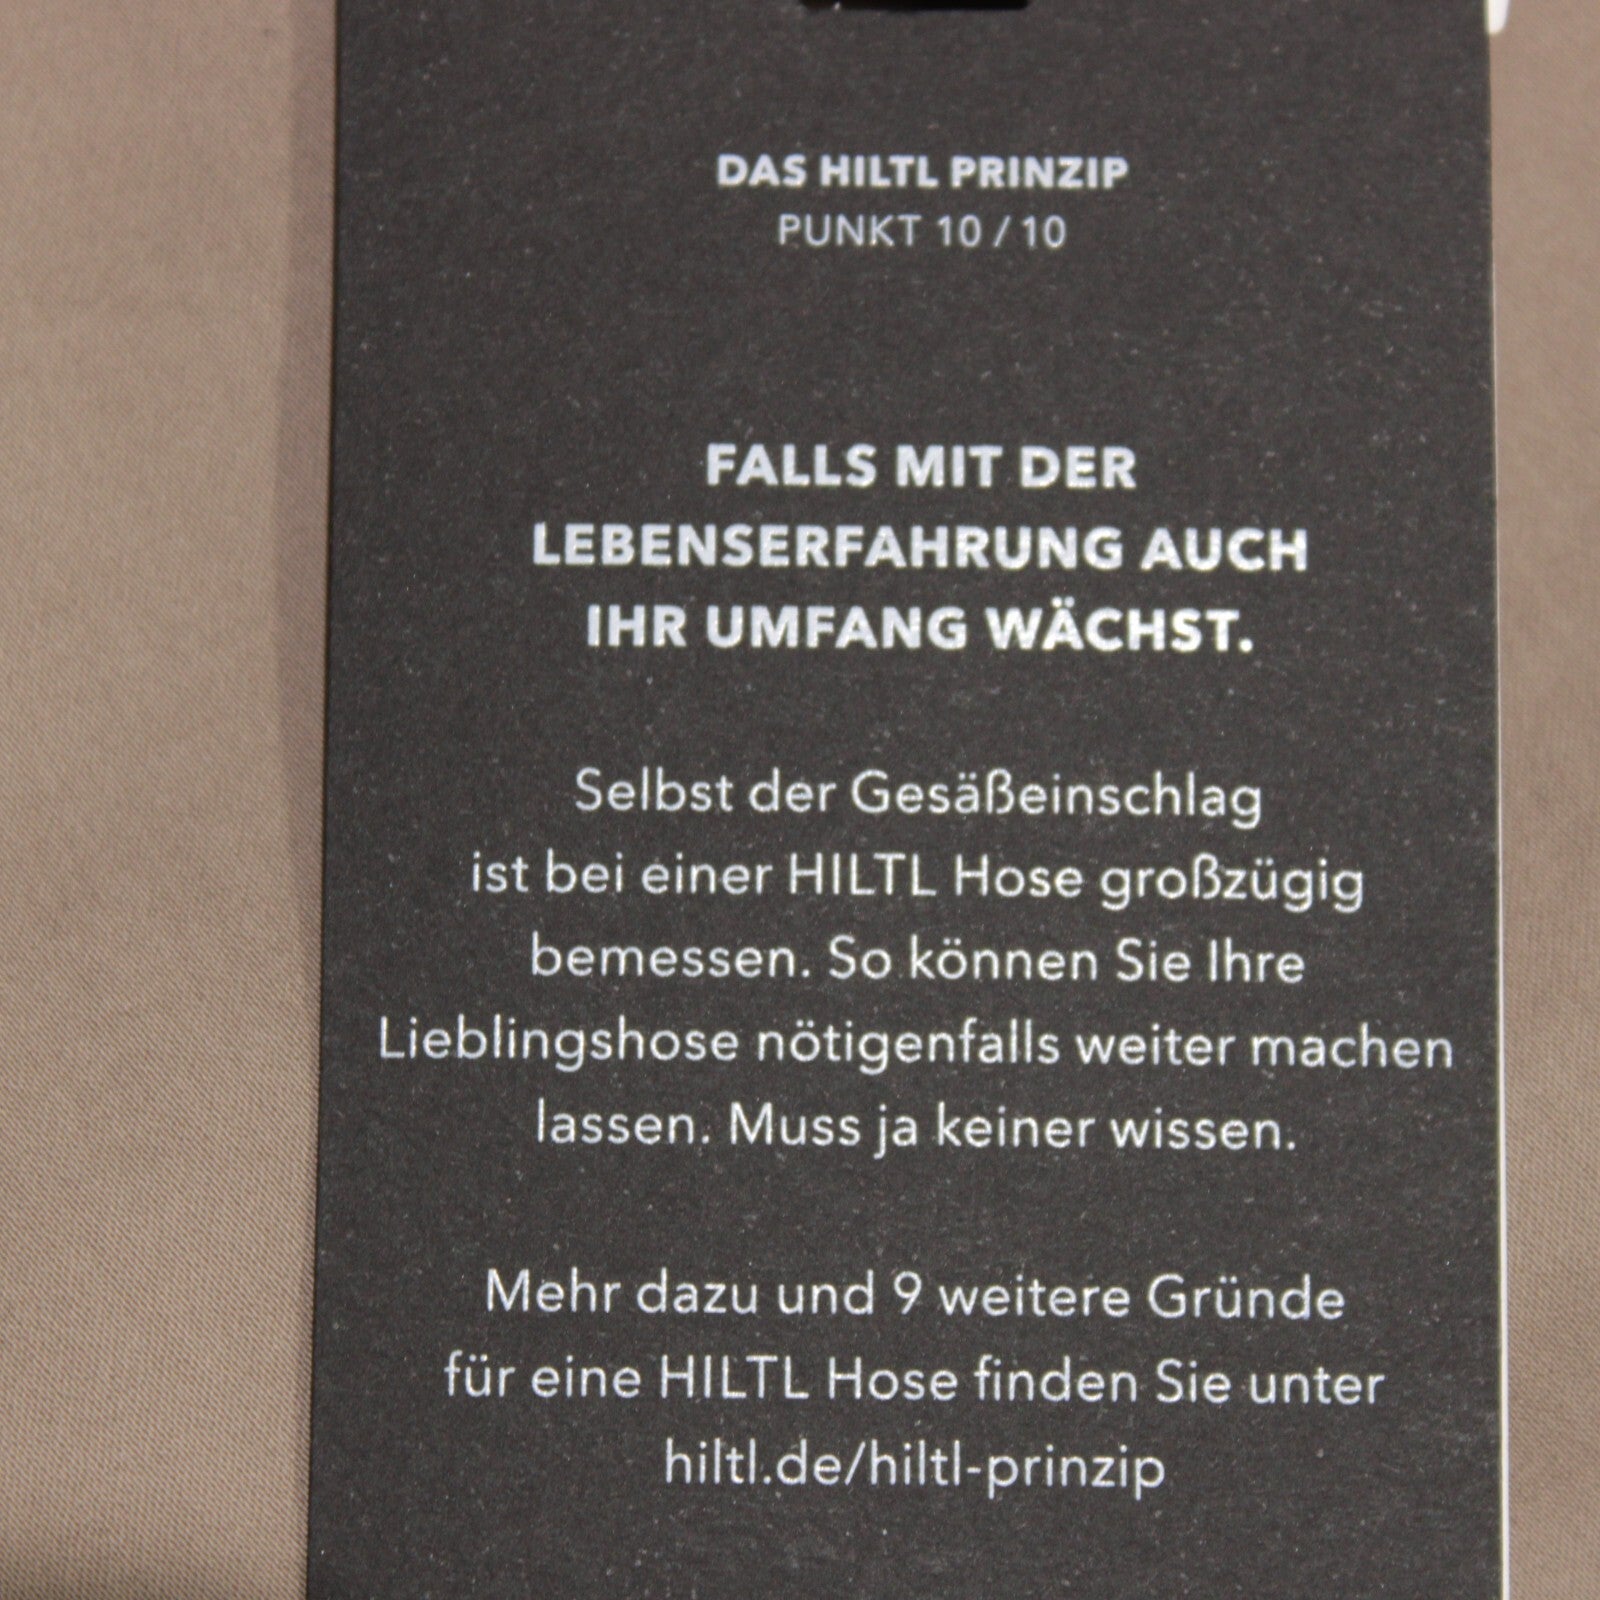 DAS HILTL PRINZIP
PUNKT 10 / 10
FALLS MIT DER
LEBENSERFAHRUNG AUCH
IHR UMFANG WÄCHST.
Selbst der Gesäßeinschlag
ist bei einer HILTL Hose großzügig
bemessen. So können Sie Ihre
Lieblingshose nötigenfalls weiter machen
lassen. Muss ja keiner wissen.
Mehr dazu und 9 weitere Gründe
für eine HILTL Hose finden Sie unter
hiltl.de/hiltl-prinzip